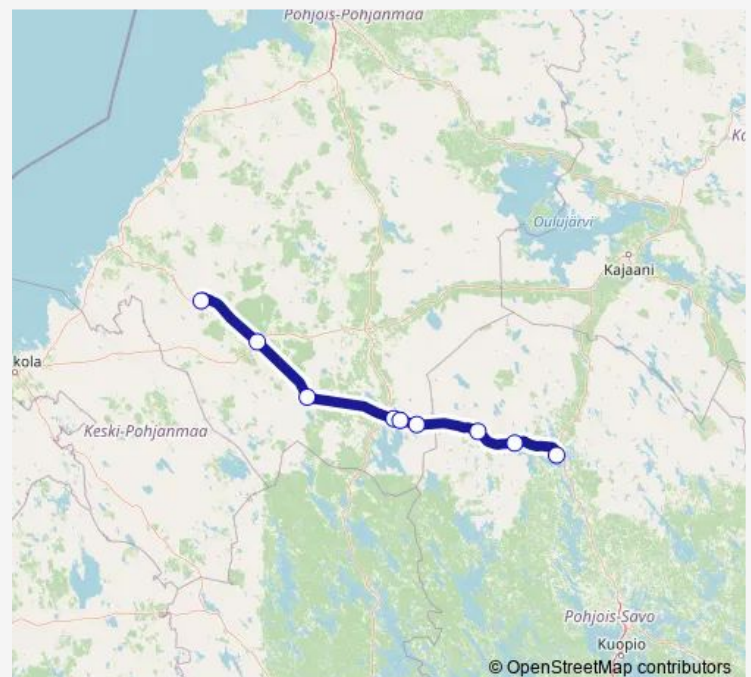 Pohjois-Pohjanmaa
Oulujärvi
Kajaani
kola
Keski-Pohjanmaa
Pohjois-Savo
Kuopio
© OpenStreetMap contributors